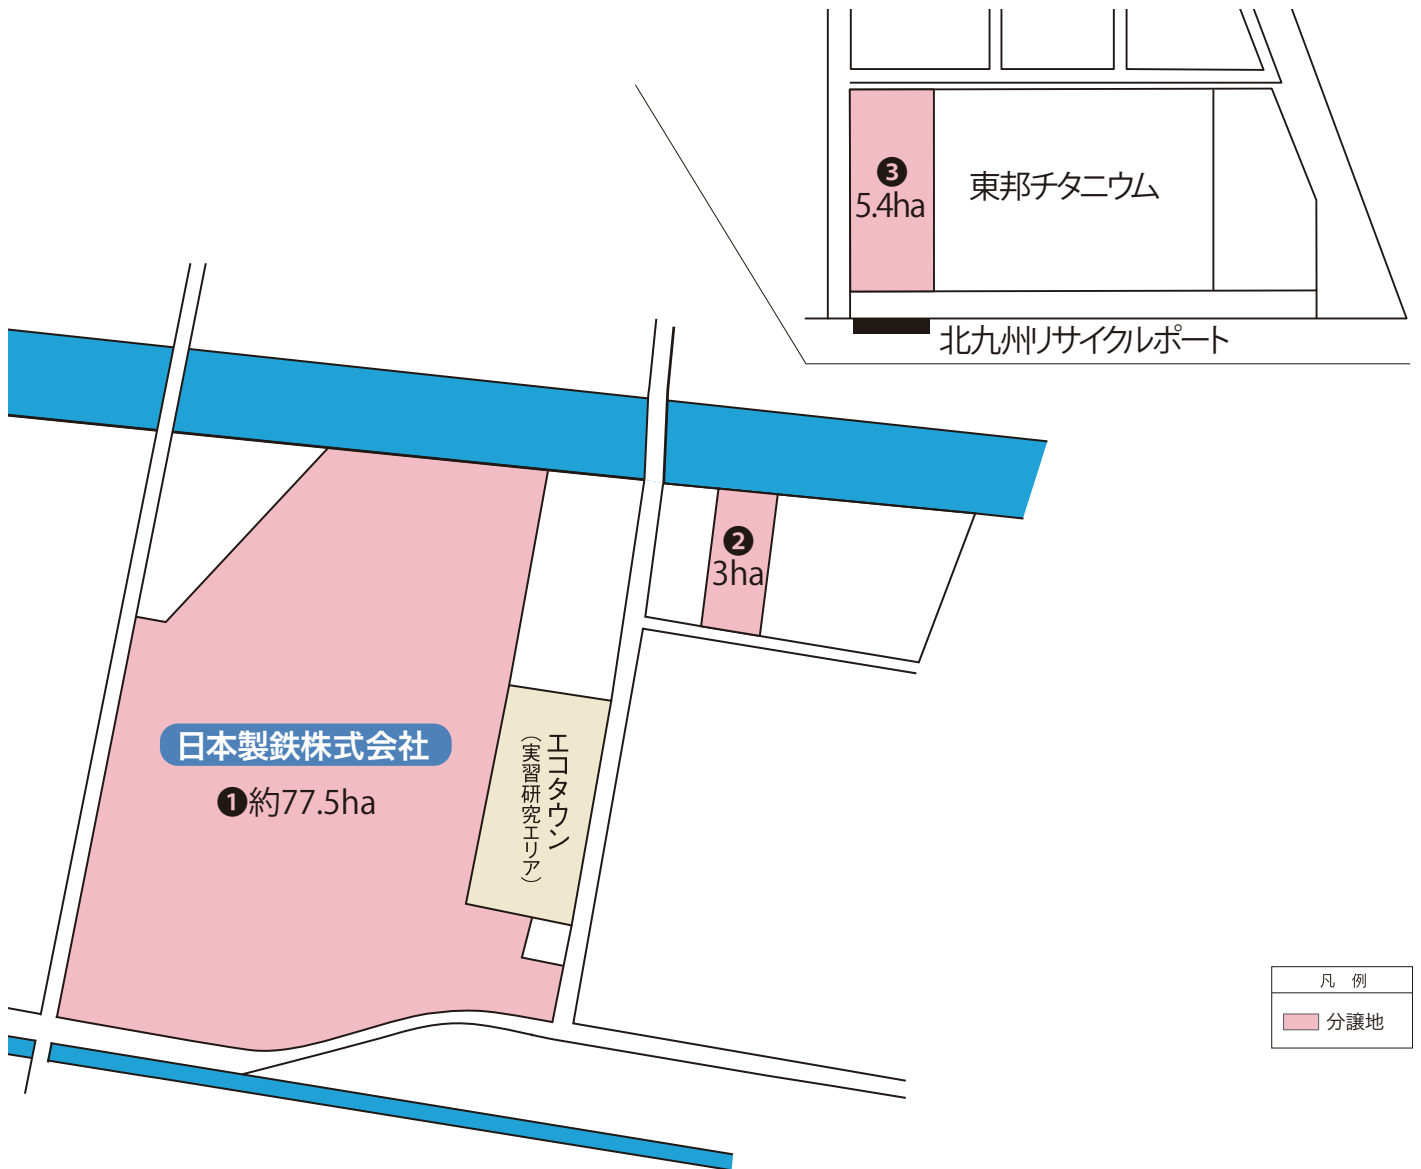 ❸
5.4ha
東邦チタニウム
北九州リサイクルポート
❷
3ha
日本製鉄株式会社
❶約77.5ha
エコタウン
（実習研究エリア）
凡 例
分譲地